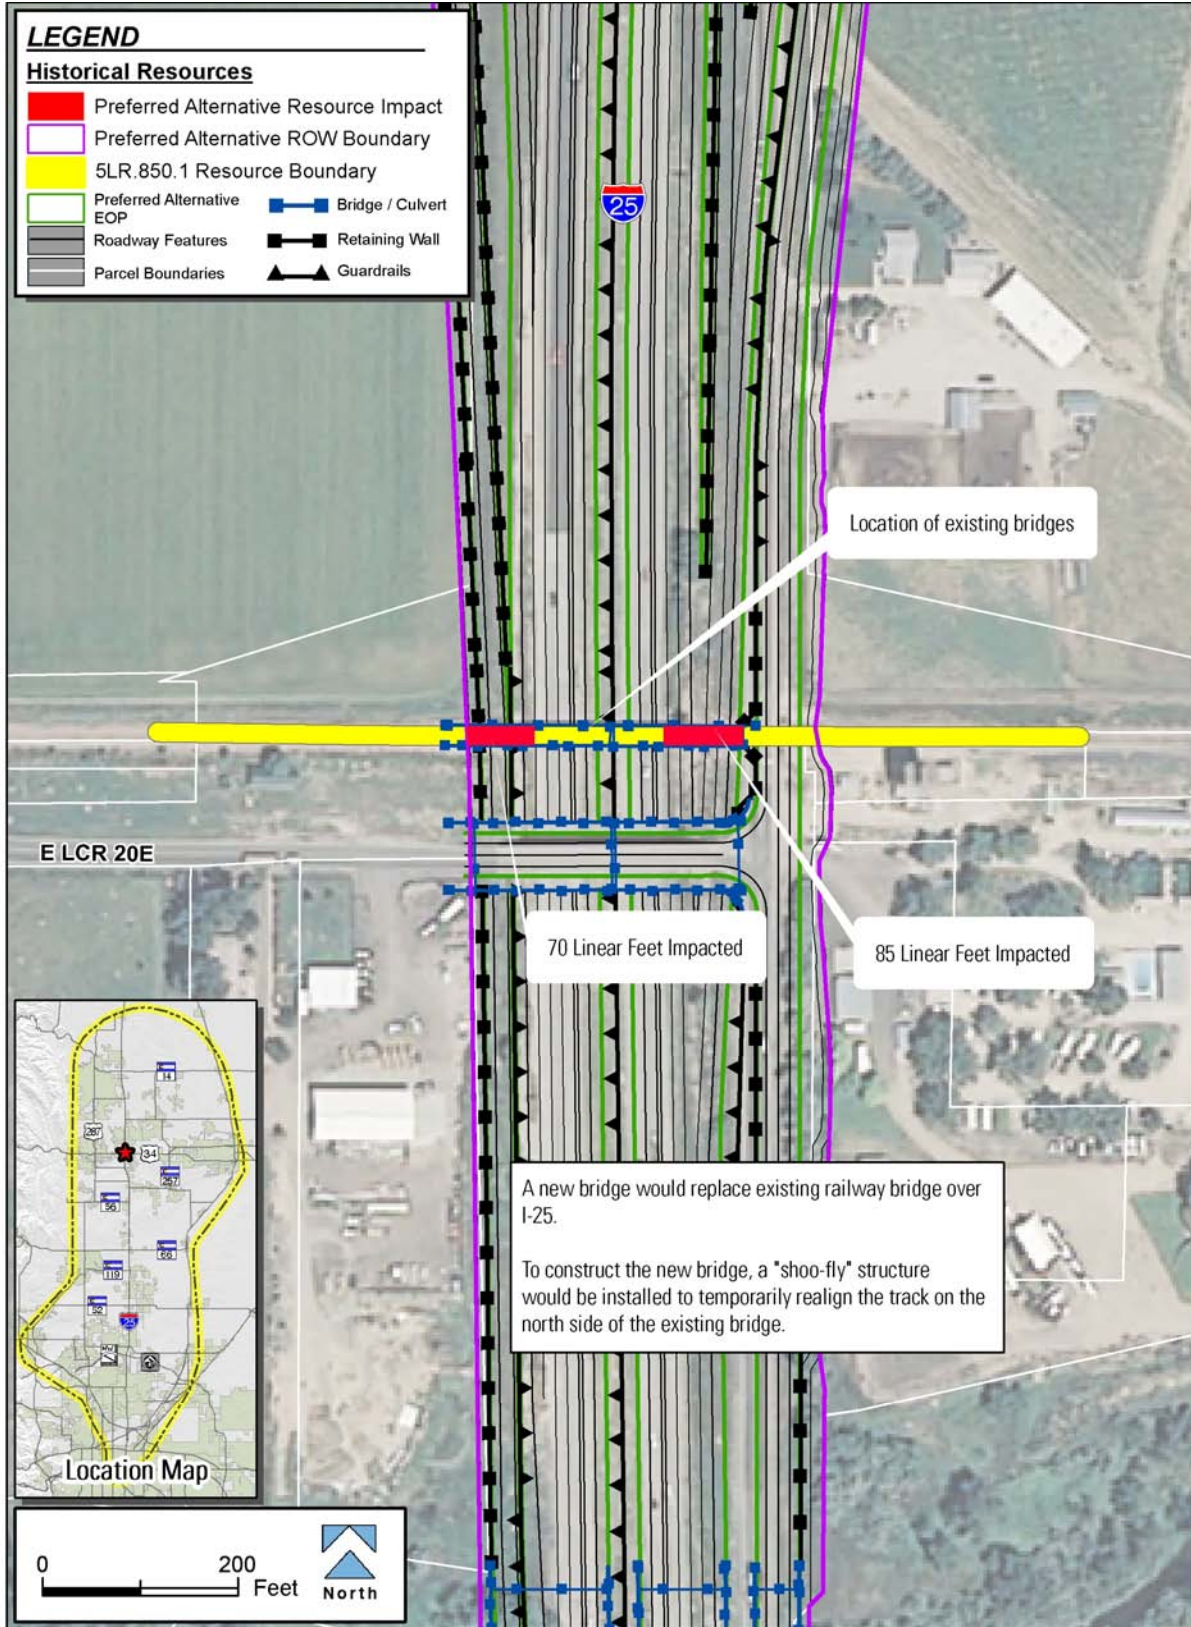 LEGEND
Historical Resources
Preferred Alternative Resource Impact
Preferred Alternative ROW Boundary
5LR.850.1 Resource Boundary
Preferred Alternative
EOP
Bridge / Culvert
Roadway Features
Retaining Wall
Parcel Boundaries
Guardrails
25
Location of existing bridges
E LCR 20E
70 Linear Feet Impacted
85 Linear Feet Impacted
A new bridge would replace existing railway bridge over
I-25.
To construct the new bridge, a "shoo-fly" structure
would be installed to temporarily realign the track on the
north side of the existing bridge.
14
287
34
257
56
66
119
52
25
Location Map
0
200
Feet
North